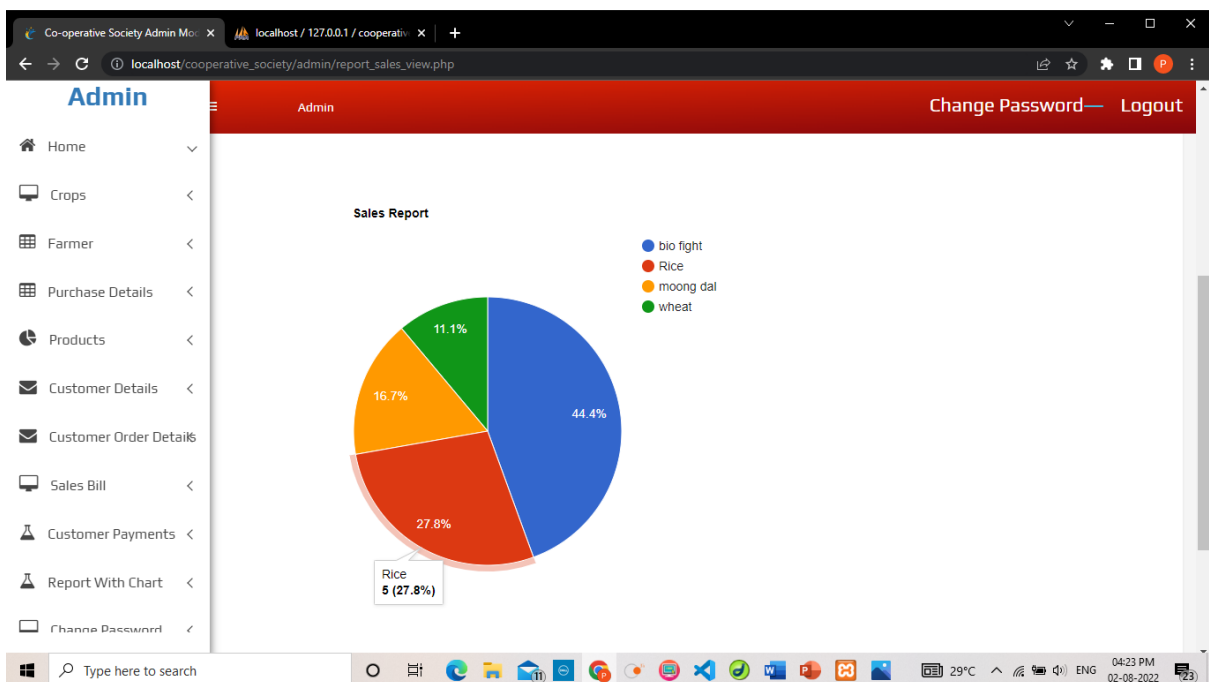 Co-operative Society Admin Mod
localhost / 127.0.0.1 / cooperativ
localhost/cooperative_society/admin/report_sales_view.php
P
Admin
Admin
Change Password— Logout
Home
Crops
Farmer
Purchase Details
Products
Customer Details
Customer Order Details
Sales Bill
Customer Payments
Report With Chart
Change Password
Sales Report
bio fight
Rice
moong dal
wheat
11.1%
16.7%
44.4%
27.8%
Rice
5 (27.8%)
Type here to search
11
29°C
ENG
04:23 PM
02-08-2022
23